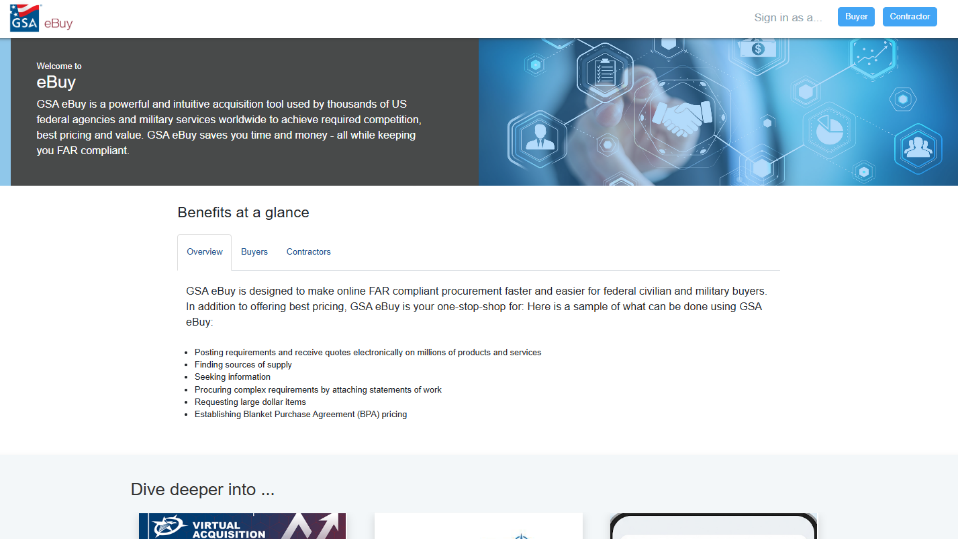 GSA eBuy
Sign in as a...
Buyer
Contractor
Welcome to
eBuy
GSA eBuy is a powerful and intuitive acquisition tool used by thousands of US
federal agencies and military services worldwide to achieve required competition,
best pricing and value. GSA eBuy saves you time and money - all while keeping
you FAR compliant.
Benefits at a glance
Overview
Buyers
Contractors
GSA eBuy is designed to make online FAR compliant procurement faster and easier for federal civilian and military buyers.
In addition to offering best pricing, GSA eBuy is your one-stop-shop for: Here is a sample of what can be done using GSA
eBuy:
Posting requirements and receive quotes electronically on millions of products and services
Finding sources of supply
Seeking information
Procuring complex requirements by attaching statements of work
Requesting large dollar items
Establishing Blanket Purchase Agreement (BPA) pricing
Dive deeper into ...
VIRTUAL
ACQUISITION